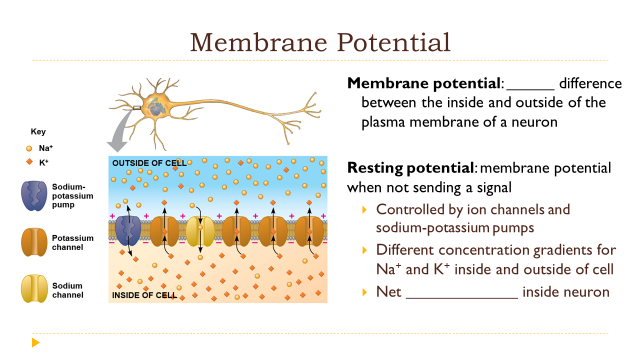 Membrane Potential
Key
Na⁺
K⁺
Sodium-
potassium
pump
Potassium
channel
Sodium
channel
OUTSIDE OF CELL
INSIDE OF CELL
Membrane potential: ______ difference
between the inside and outside of the
plasma membrane of a neuron
Resting potential: membrane potential
when not sending a signal
Controlled by ion channels and
sodium-potassium pumps
Different concentration gradients for
Na⁺ and K⁺ inside and outside of cell
Net ______________ inside neuron